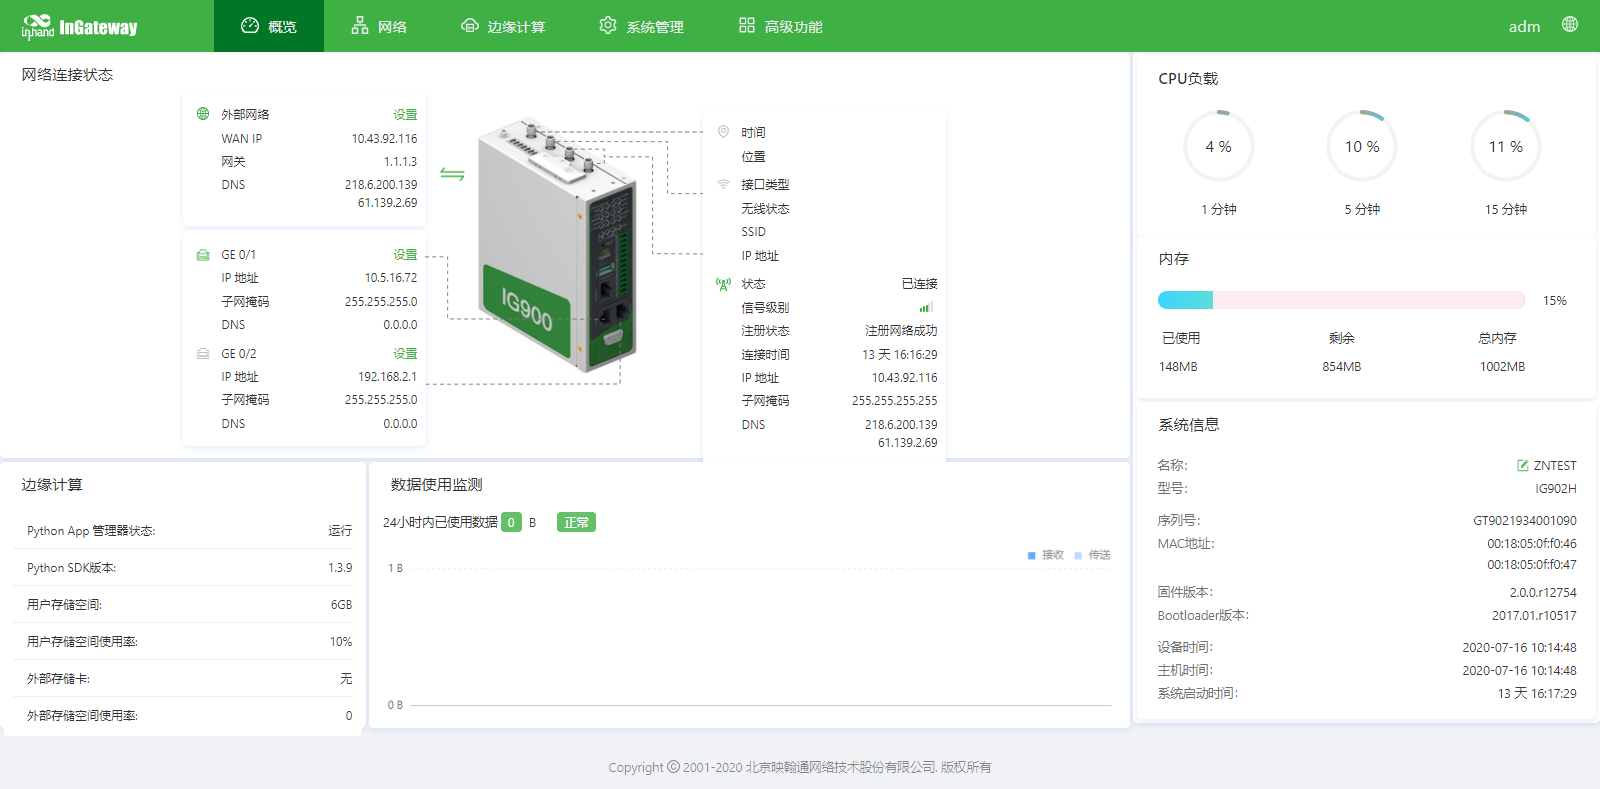 inhand InGateway
概览
网络
边缘计算
系统管理
高级功能
adm
网络连接状态
外部网络 设置
WAN IP 10.43.92.116
网关 1.1.1.3
DNS 218.6.200.139
61.139.2.69
GE 0/1 设置
IP 地址 10.5.16.72
子网掩码 255.255.255.0
DNS 0.0.0.0
GE 0/2 设置
IP 地址 192.168.2.1
子网掩码 255.255.255.0
DNS 0.0.0.0
IG900
时间
位置
接口类型
无线状态
SSID
IP 地址
状态 已连接
信号级别
注册状态 注册网络成功
连接时间 13 天 16:16:29
IP 地址 10.43.92.116
子网掩码 255.255.255.255
DNS 218.6.200.139
61.139.2.69
CPU负载
4 % 10 % 11 %
1 分钟 5 分钟 15 分钟
内存
15%
已使用 剩余 总内存
148MB 854MB 1002MB
系统信息
名称: ZNTEST
型号: IG902H
序列号: GT9021934001090
MAC地址: 00:18:05:0f:f0:46
00:18:05:0f:f0:47
固件版本: 2.0.0.r12754
Bootloader版本: 2017.01.r10517
设备时间: 2020-07-16 10:14:48
主机时间: 2020-07-16 10:14:48
系统启动时间: 13 天 16:17:29
边缘计算
Python App 管理器状态: 运行
Python SDK版本: 1.3.9
用户存储空间: 6GB
用户存储空间使用率: 10%
外部存储卡: 无
外部存储空间使用率: 0
数据使用监测
24小时内已使用数据 0 B 正常
接收 传送
1 B
0 B
Copyright © 2001-2020 北京映翰通网络技术股份有限公司. 版权所有